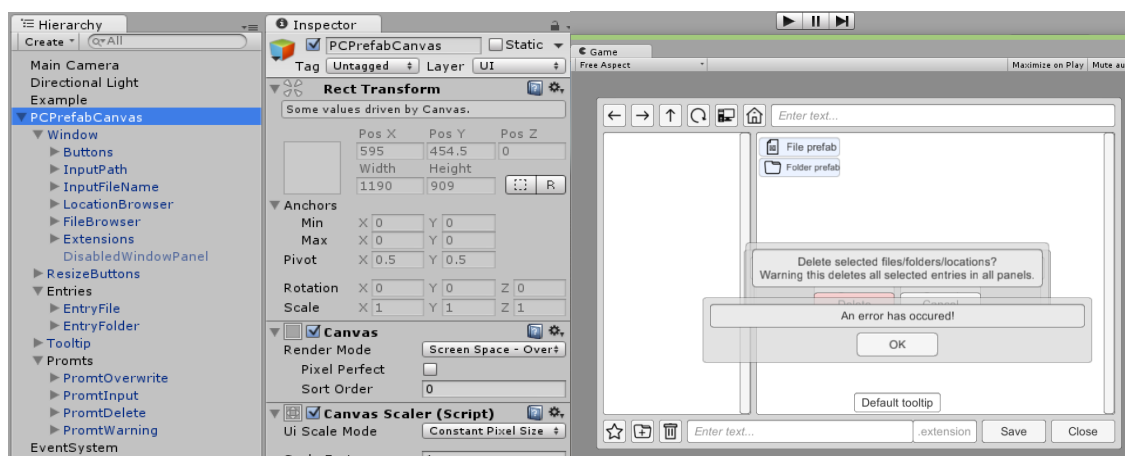 Hierarchy
Create
All
Main Camera
Directional Light
Example
PCPrefabCanvas
Window
Buttons
InputPath
InputFileName
LocationBrowser
FileBrowser
Extensions
DisabledWindowPanel
ResizeButtons
Entries
EntryFile
EntryFolder
Tooltip
Promts
PromtOverwrite
PromtInput
PromtDelete
PromtWarning
EventSystem
Inspector
PCPrefabCanvas Static
Tag Untagged Layer UI
Rect Transform
Some values driven by Canvas.
Pos X Pos Y Pos Z
595 454.5 0
Width Height
1190 909
R
Anchors
Min X 0 Y 0
Max X 0 Y 0
Pivot X 0.5 Y 0.5
Rotation X 0 Y 0 Z 0
Scale X 1 Y 1 Z 1
Canvas
Render Mode Screen Space - Over
Pixel Perfect
Sort Order 0
Canvas Scaler (Script)
Ui Scale Mode Constant Pixel Size
Game
Free Aspect Maximize on Play Mute au
Enter text...
File prefab
Folder prefab
Delete selected files/folders/locations?
Warning this deletes all selected entries in all panels.
Delete Cancel
An error has occured!
OK
Default tooltip
Enter text... .extension Save Close